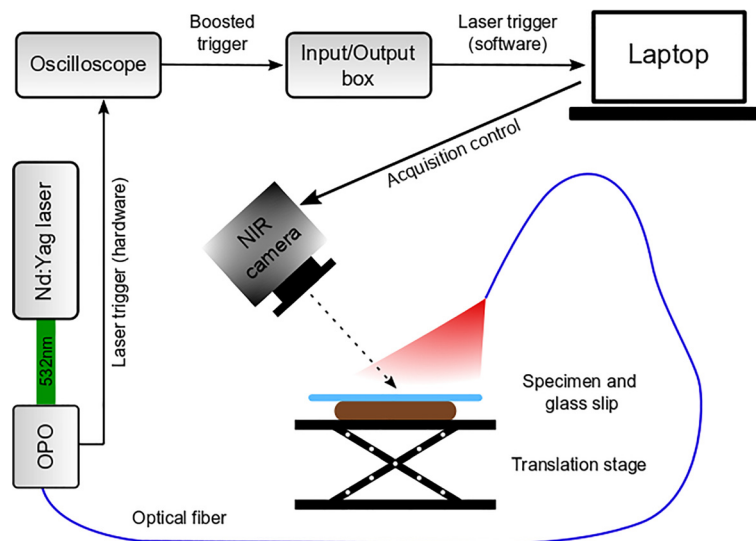 Oscilloscope
Boosted
trigger
Input/Output
box
Laser trigger
(software)
Laptop
Acquisition control
NIR
camera
Nd:Yag laser
Laser trigger (hardware)
532nm
OPO
Specimen and
glass slip
Translation stage
Optical fiber